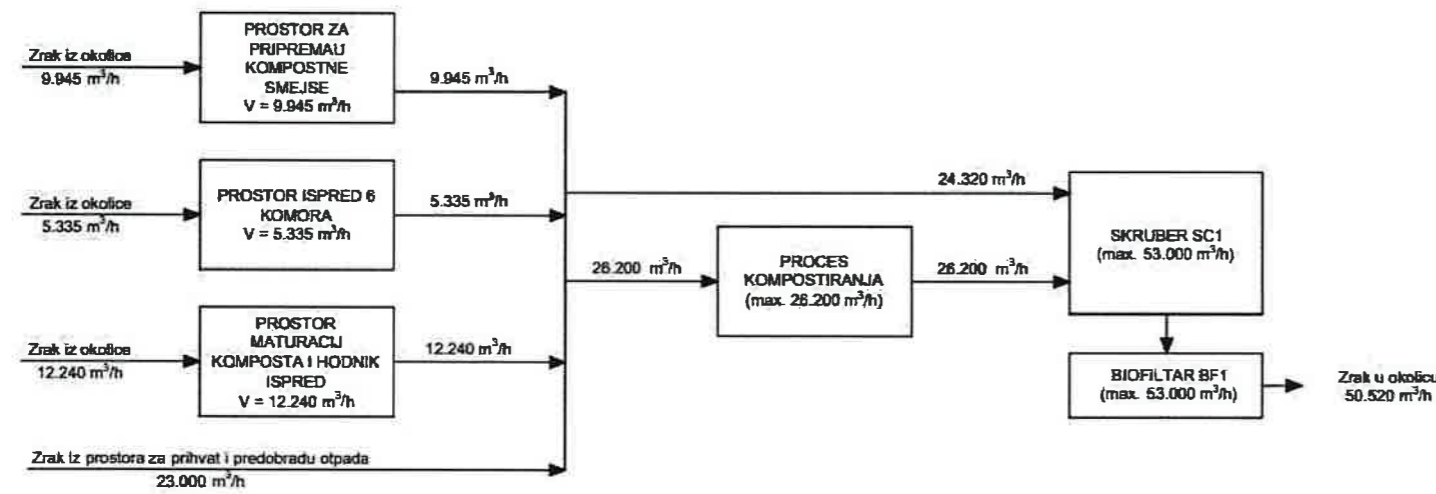 Zrak iz okolice
9.945 m³/h
PROSTOR ZA
PRIPREMAU
KOMPOSTNE
SMEJSE
V = 9.945 m³/h
9.945 m³/h
Zrak iz okolice
5.335 m³/h
PROSTOR ISPRED 6
KOMORA
V = 5.335 m³/h
5.335 m³/h
Zrak iz okolice
12.240 m³/h
PROSTOR
MATURACIJ
KOMPOSTA I HODNIK
ISPRED
V = 12.240 m³/h
12.240 m³/h
Zrak iz prostora za prihvat i predobradu otpada
23.000 m³/h
24.320 m³/h
26.200 m³/h
PROCES
KOMPOSTIRANJA
(max. 26.200 m³/h)
26.200 m³/h
SKRUBER SC1
(max. 53.000 m³/h)
BIOFILTAR BF1
(max. 53.000 m³/h)
Zrak u okolicu
50.520 m³/h